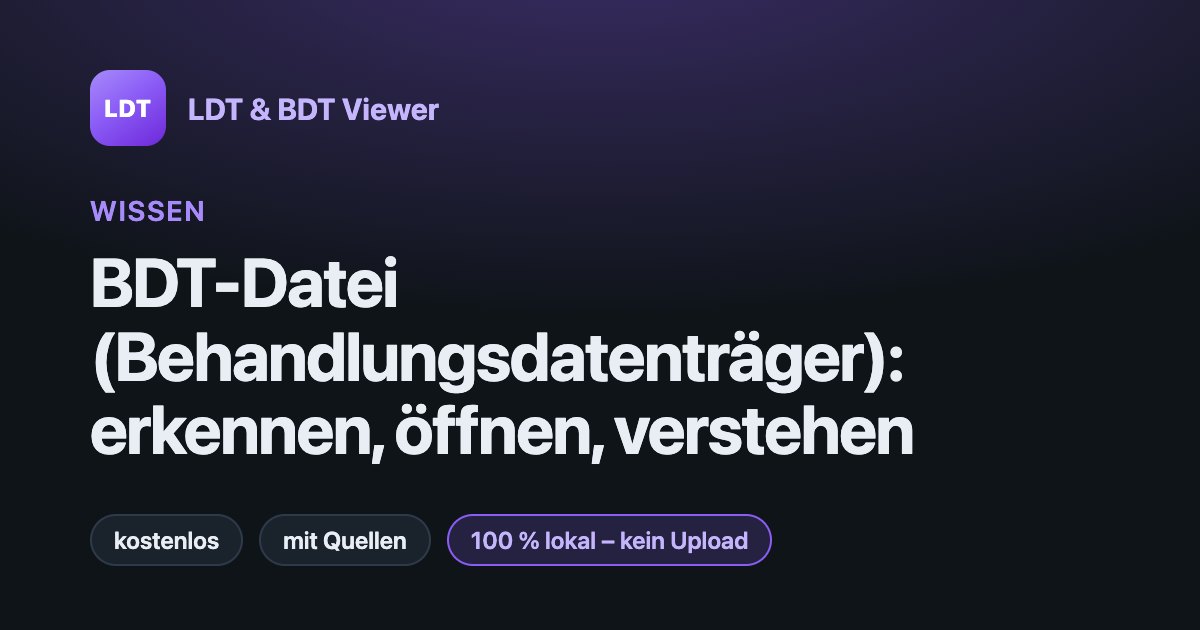 LDT
LDT & BDT Viewer
WISSEN
BDT-Datei
(Behandlungsdatenträger):
erkennen, öffnen, verstehen
kostenlos
mit Quellen
100 % lokal – kein Upload